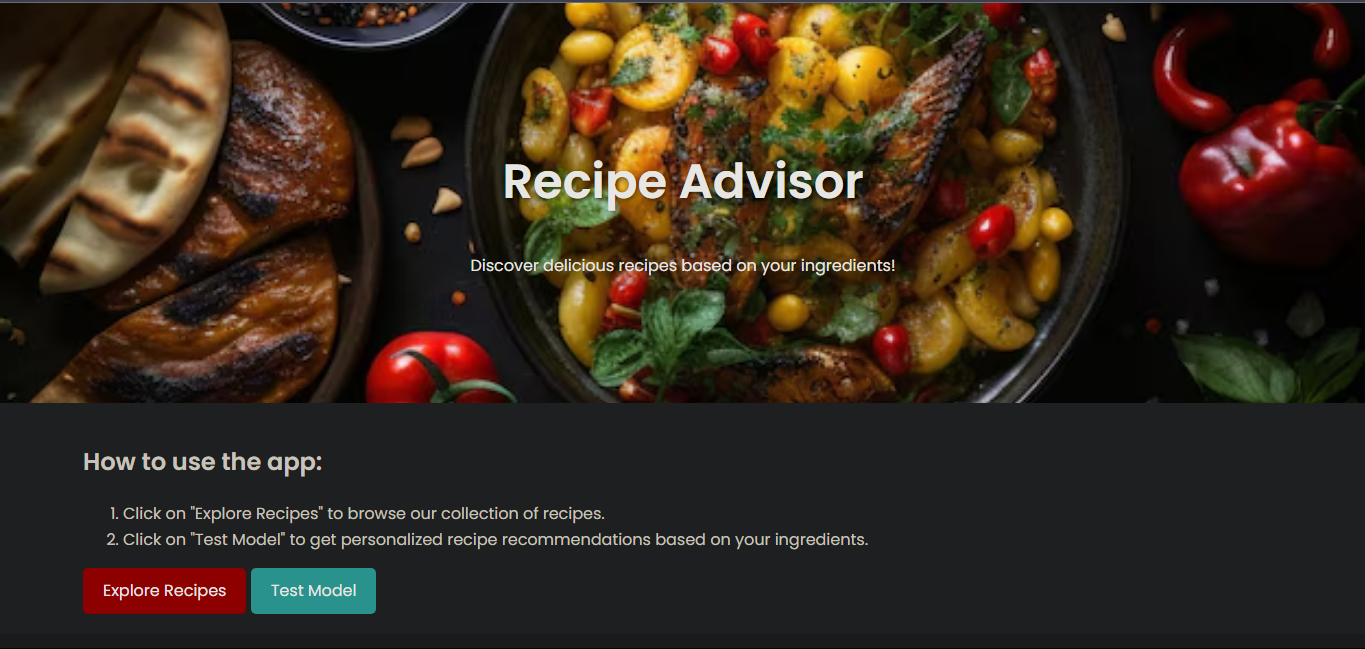 Recipe Advisor
Discover delicious recipes based on your ingredients!
How to use the app:
1. Click on "Explore Recipes" to browse our collection of recipes.
2. Click on "Test Model" to get personalized recipe recommendations based on your ingredients.
Explore Recipes
Test Model